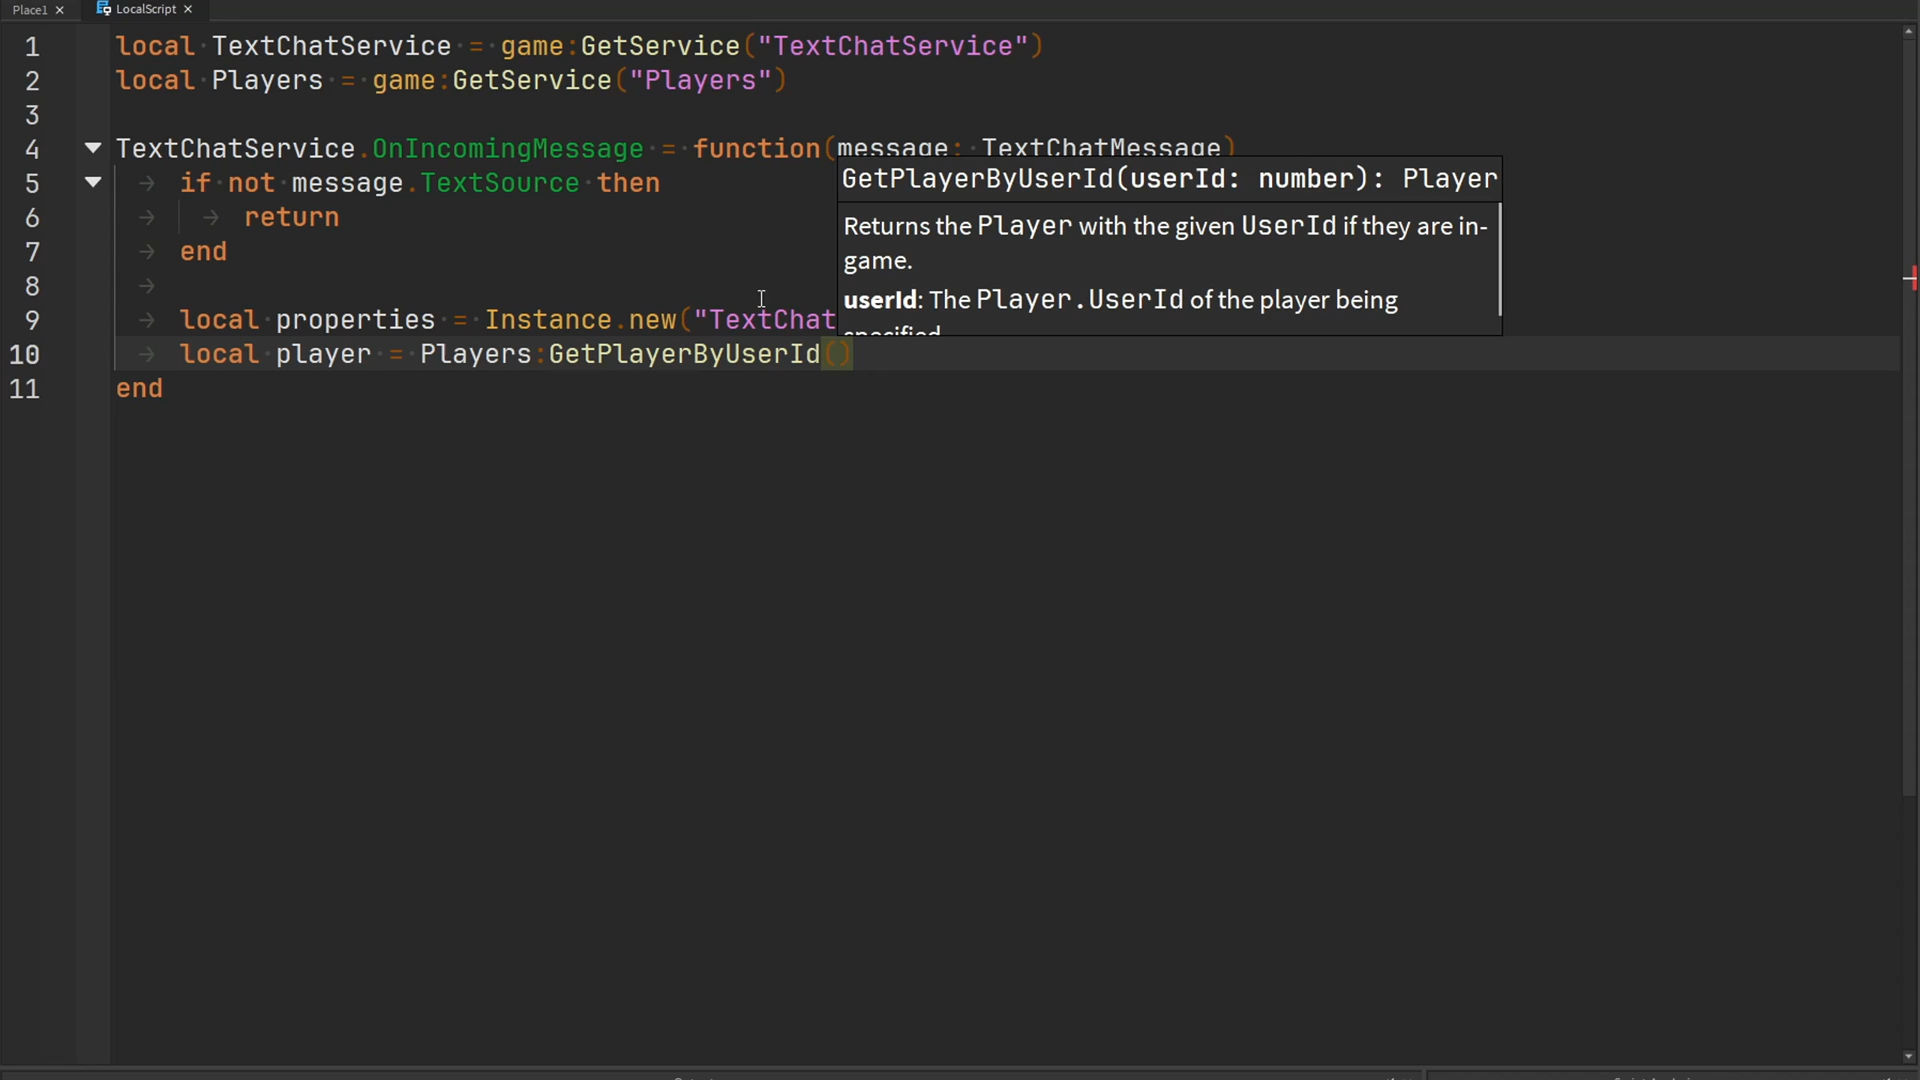 Place1
LocalScript
1 local TextChatService = game:GetService("TextChatService")
2 local Players = game:GetService("Players")
3
4 TextChatService.OnIncomingMessage = function(message: TextChatMessage)
5 if not message.TextSource then
6 return
7 end
8
9 local properties = Instance.new("TextChat
10 local player = Players:GetPlayerByUserId()
11 end
GetPlayerByUserId(userId: number): Player
Returns the Player with the given UserId if they are in-
game.
userId: The Player.UserId of the player being
specified